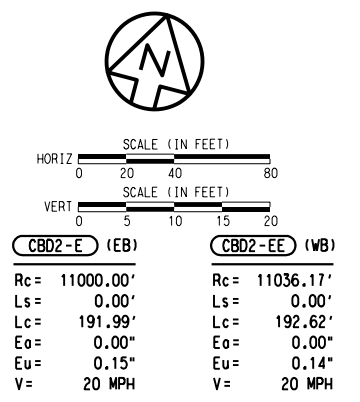 N
SCALE (IN FEET)
HORIZ
0 20 40 80
SCALE (IN FEET)
VERT
0 5 10 15 20
CBD2-E (EB)
Rc= 11000.00'
Ls= 0.00'
Lc= 191.99'
Ea= 0.00"
Eu= 0.15"
V= 20 MPH
CBD2-EE (WB)
Rc= 11036.17'
Ls= 0.00'
Lc= 192.62'
Ea= 0.00"
Eu= 0.14"
V= 20 MPH